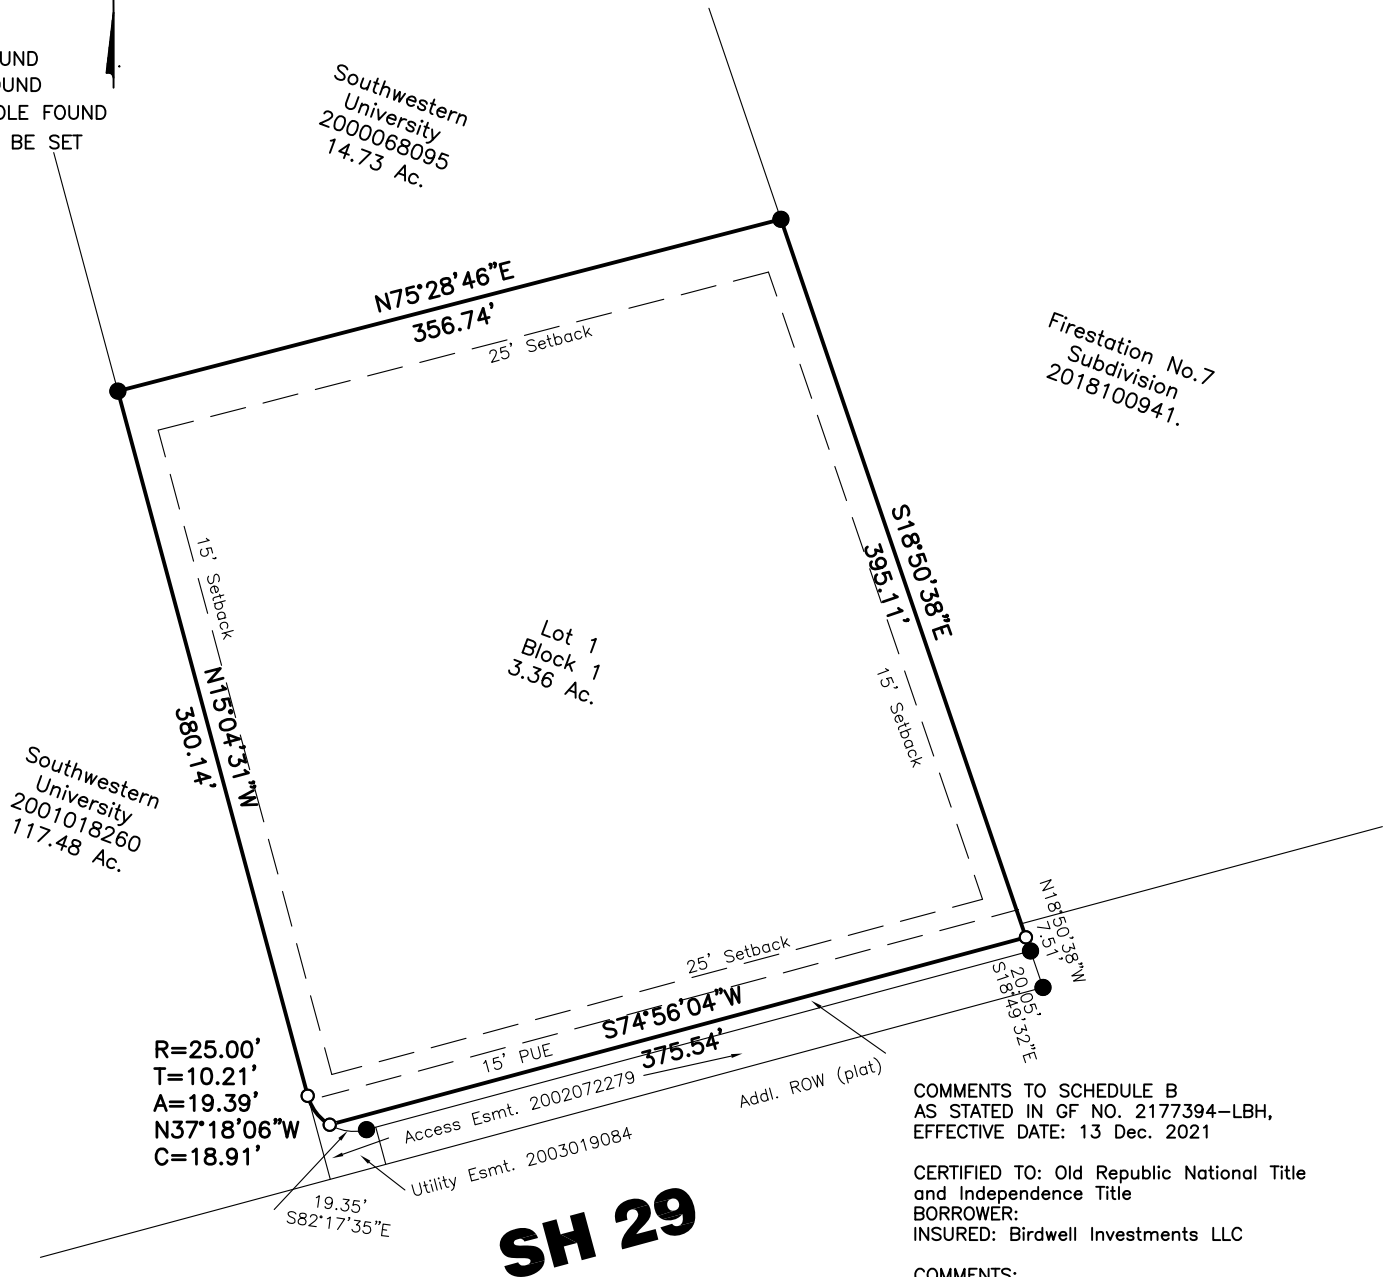 UND
OUND
OLE FOUND
BE SET
Southwestern
University
2000068095
14.73 Ac.
N75°28'46"E
356.74'
25' Setback
Firestation No.7
Subdivision
2018100941.
S18°50'38"E
395.11'
15' Setback
15' Setback
Lot 1
Block 1
3.36 Ac.
N15°04'31"W
380.14'
Southwestern
University
2001018260
117.48 Ac.
N18°50'38"W
7.51'
20.05'
S18°49'32"E
25' Setback
S74°56'04"W
375.54'
15' PUE
R=25.00'
T=10.21'
A=19.39'
N37°18'06"W
C=18.91'
Access Esmt. 2002072279
Addl. ROW (plat)
Utility Esmt. 2003019084
19.35'
S82°17'35"E
SH 29
COMMENTS TO SCHEDULE B
AS STATED IN GF NO. 2177394-LBH,
EFFECTIVE DATE: 13 Dec. 2021
CERTIFIED TO: Old Republic National Title
and Independence Title
BORROWER:
INSURED: Birdwell Investments LLC
COMMENTS: